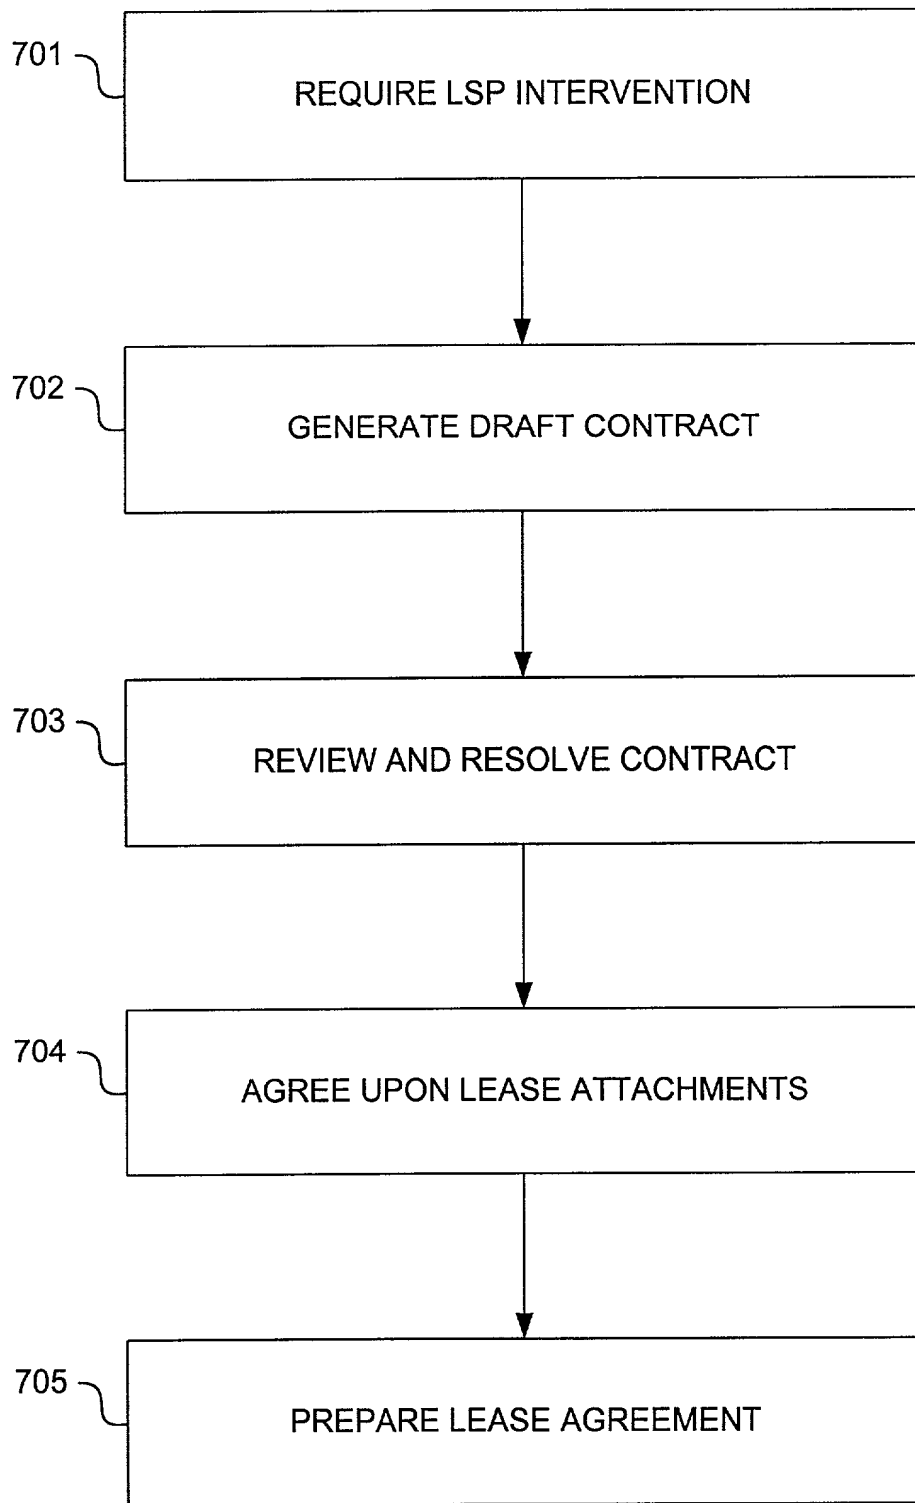 701
REQUIRE LSP INTERVENTION
702
GENERATE DRAFT CONTRACT
703
REVIEW AND RESOLVE CONTRACT
704
AGREE UPON LEASE ATTACHMENTS
705
PREPARE LEASE AGREEMENT